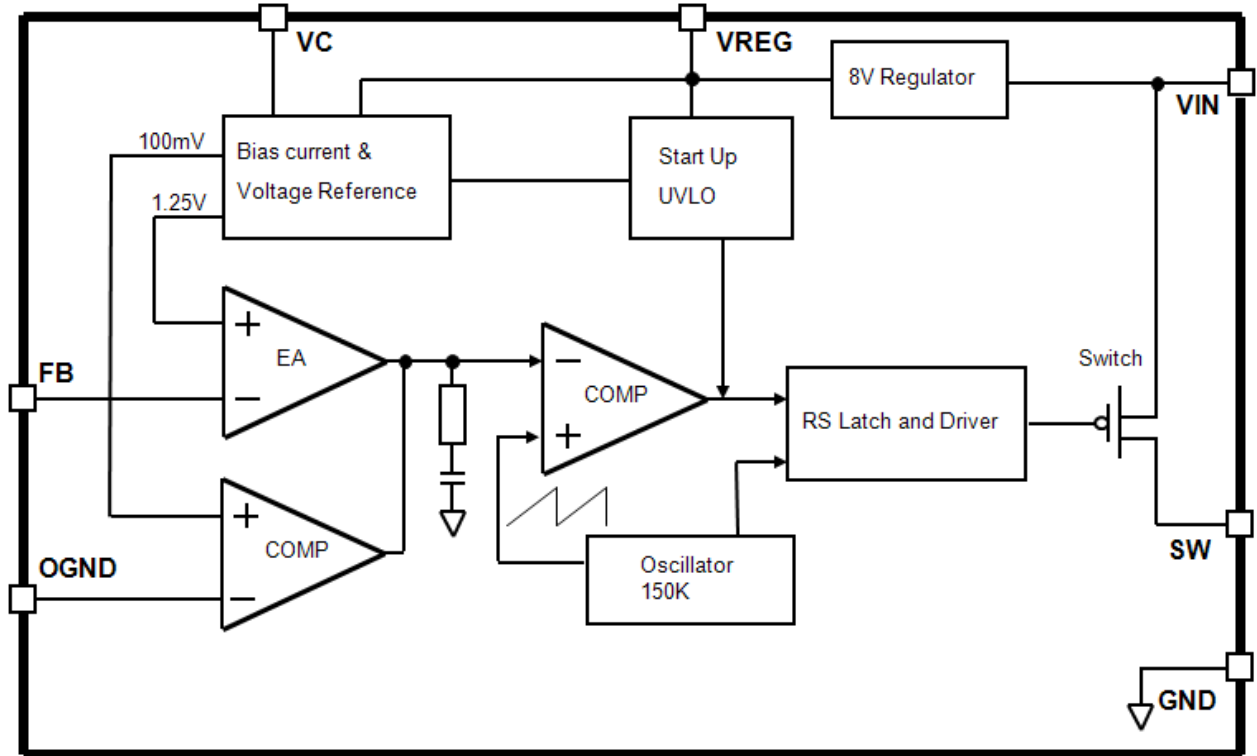 VC
VREG
8V Regulator
VIN
100mV
Bias current &
Voltage Reference
Start Up
UVLO
1.25V
+
EA
−
FB
−
COMP
+
Switch
RS Latch and Driver
+
COMP
−
OGND
Oscillator
150K
SW
GND